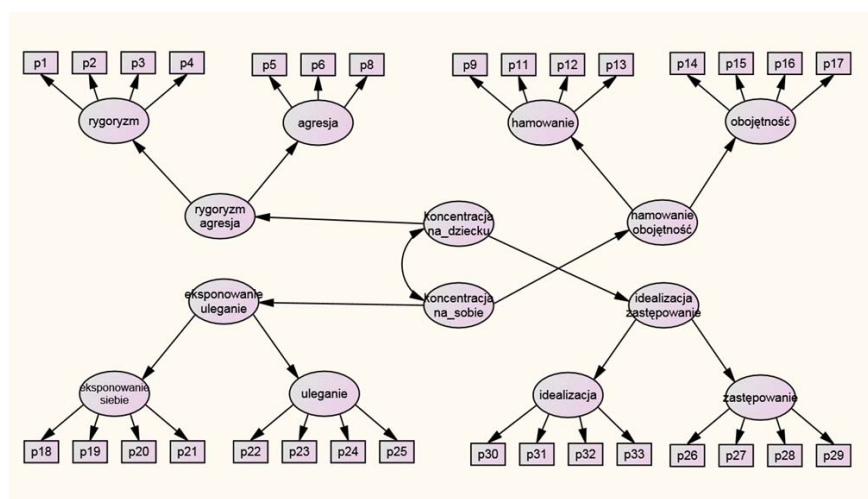 p1 p2 p3 p4 p5 p6 p8 p9 p11 p12 p13 p14 p15 p16 p17
rygoryzm agresja hamowanie obojętność
rygoryzm
agresja
koncentracja
na_dziecku
hamowanie
obojętność
eksponowanie
uleganie
koncentracja
na_sobie
idealizacja
zastępowanie
eksponowanie
siebie
uleganie idealizacja zastępowanie
p18 p19 p20 p21 p22 p23 p24 p25 p30 p31 p32 p33 p26 p27 p28 p29